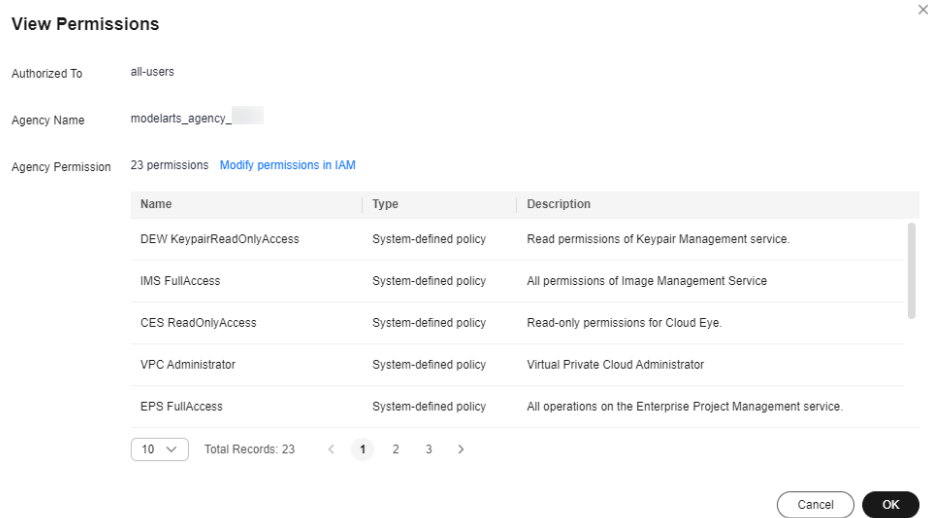 View Permissions
Authorized To all-users
Agency Name modelarts_agency_
Agency Permission 23 permissions Modify permissions in IAM
Name Type Description
DEW KeypairReadOnlyAccess System-defined policy Read permissions of Keypair Management service.
IMS FullAccess System-defined policy All permissions of Image Management Service
CES ReadOnlyAccess System-defined policy Read-only permissions for Cloud Eye.
VPC Administrator System-defined policy Virtual Private Cloud Administrator
EPS FullAccess System-defined policy All operations on the Enterprise Project Management service.
10 Total Records: 23 < 1 2 3 >
Cancel OK